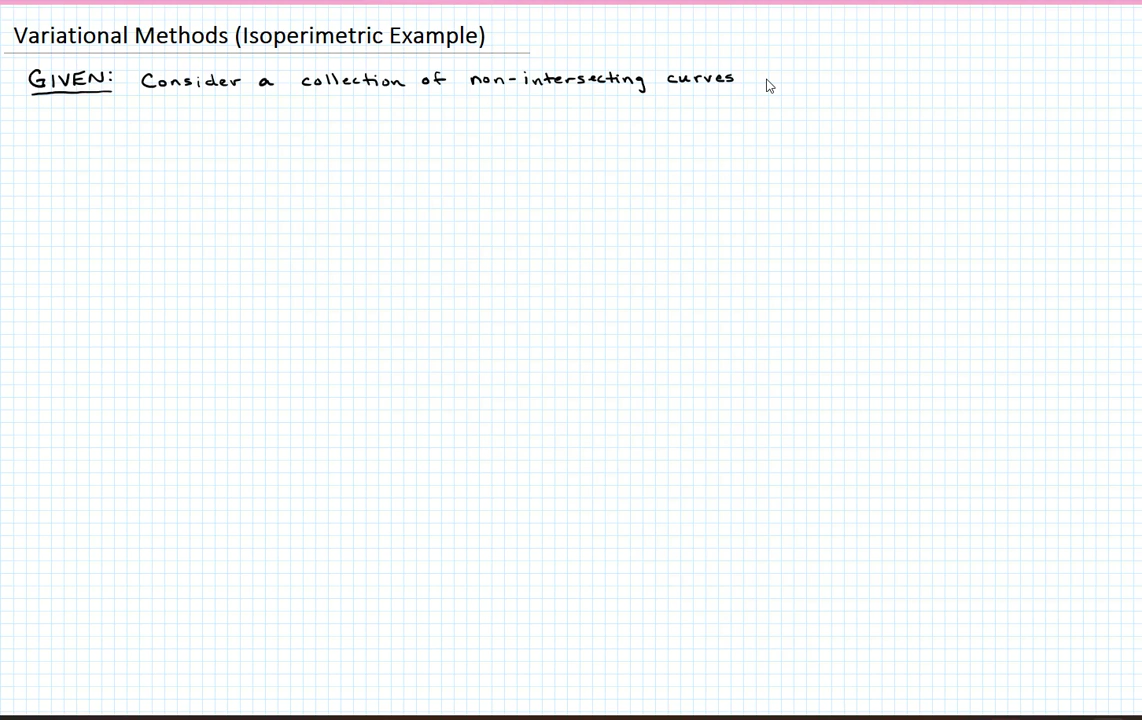 Variational Methods (Isoperimetric Example)
GIVEN: Consider a collection of non-intersecting curves